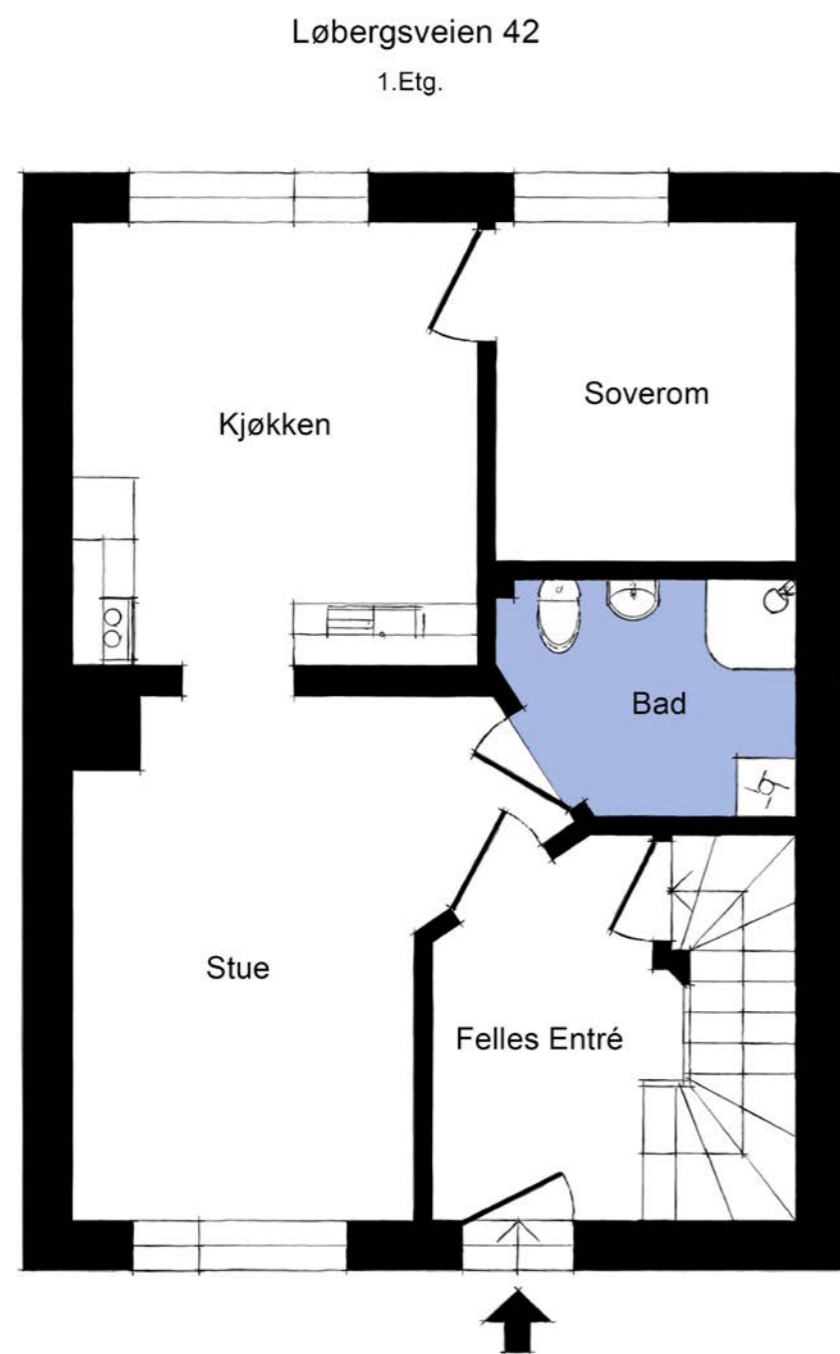 Løbergsveien 42
1.Etg.
Kjøkken
Soverom
Bad
Stue
Felles Entré